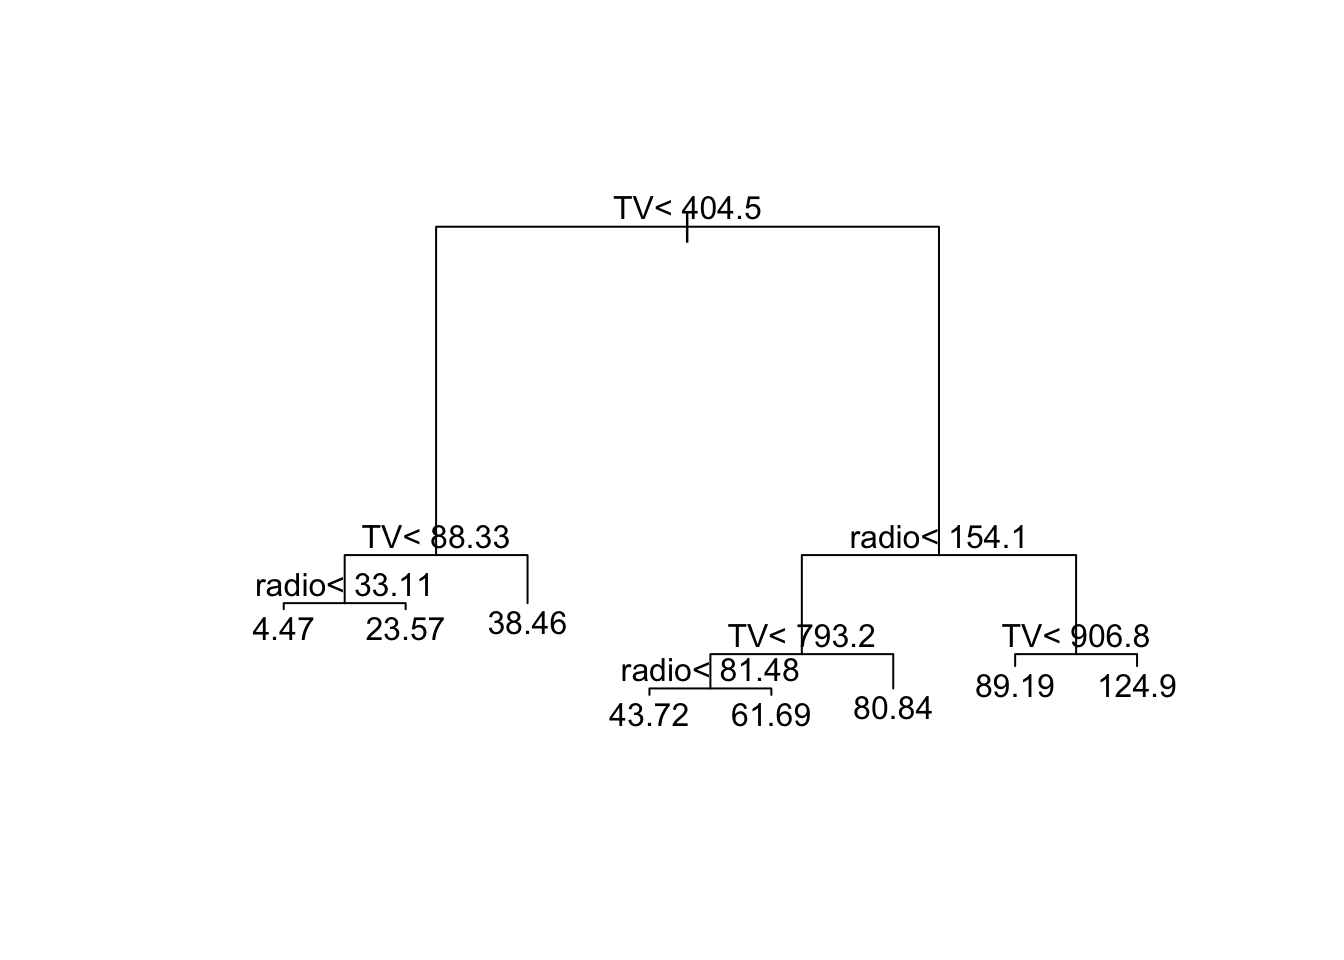 TV< 404.5
TV< 88.33
radio< 154.1
radio< 33.11
4.47
23.57
38.46
TV< 793.2
TV< 906.8
radio< 81.48
89.19
124.9
43.72
61.69
80.84